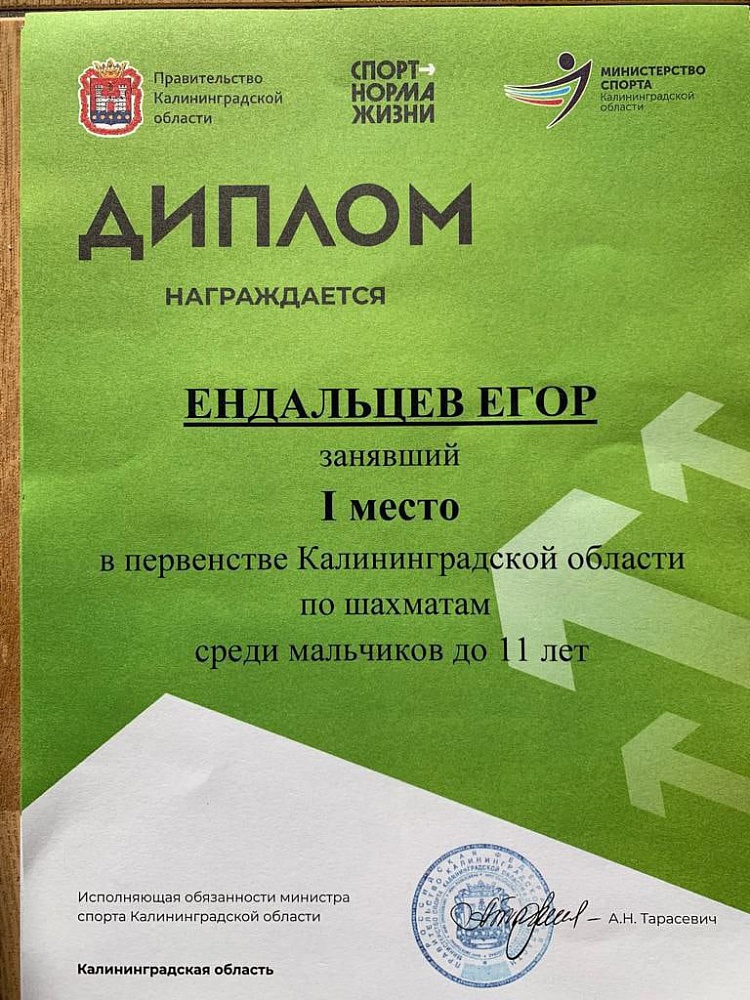 Правительство
Калининградской
области
СПОРТ→
НОРМА
ЖИЗНИ
МИНИСТЕРСТВО
СПОРТА
Калининградской
области
ДИПЛОМ
НАГРАЖДАЕТСЯ
ЕНДАЛЬЦЕВ ЕГОР
занявший
I место
в первенстве Калининградской области
по шахматам
среди мальчиков до 11 лет
Исполняющая обязанности министра
спорта Калининградской области
– А.Н. Тарасевич
Калининградская область